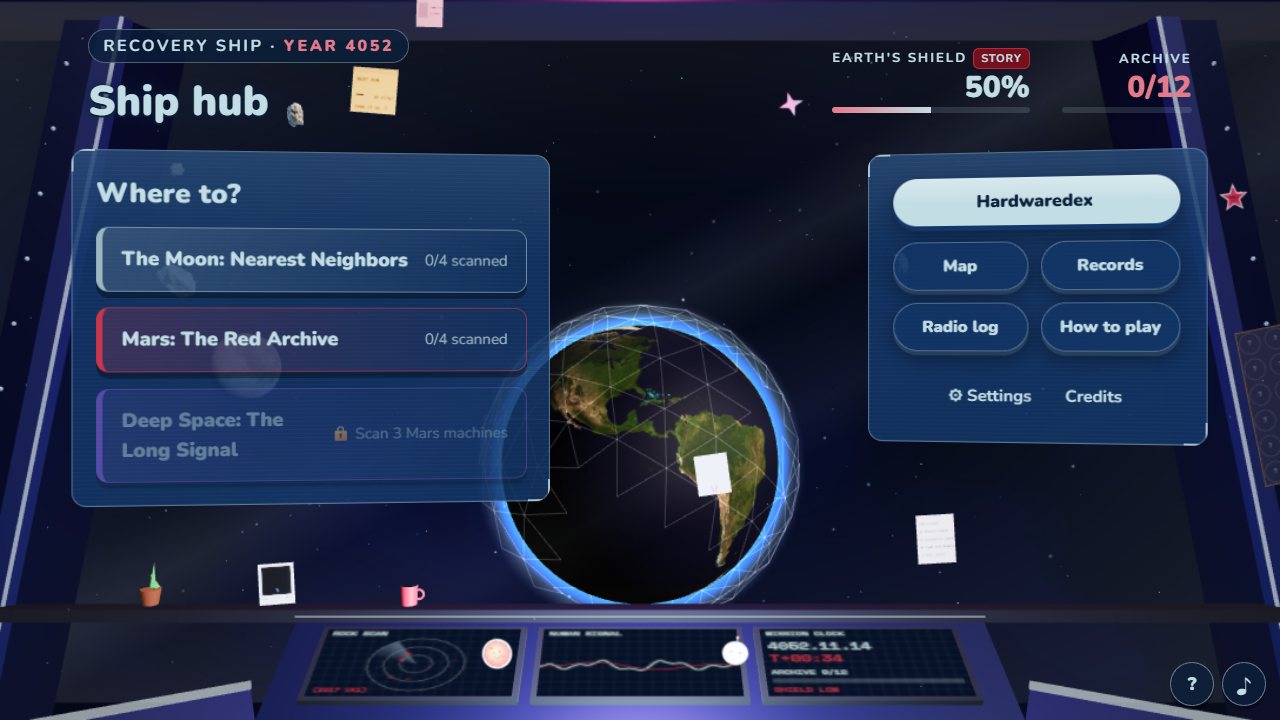 RECOVERY SHIP · YEAR 4052
Ship hub
EARTH'S SHIELD STORY
50%
ARCHIVE
0/12
Where to?
The Moon: Nearest Neighbors 0/4 scanned
Mars: The Red Archive 0/4 scanned
Deep Space: The
Long Signal
Scan 3 Mars machines
Hardwaredex
Map
Records
Radio log
How to play
Settings
Credits
ROCK SCAN
HUMAN SIGNAL
MISSION CLOCK
4052.11.14
T+00:34
ARCHIVE 0/12
SHIELD LOW
?